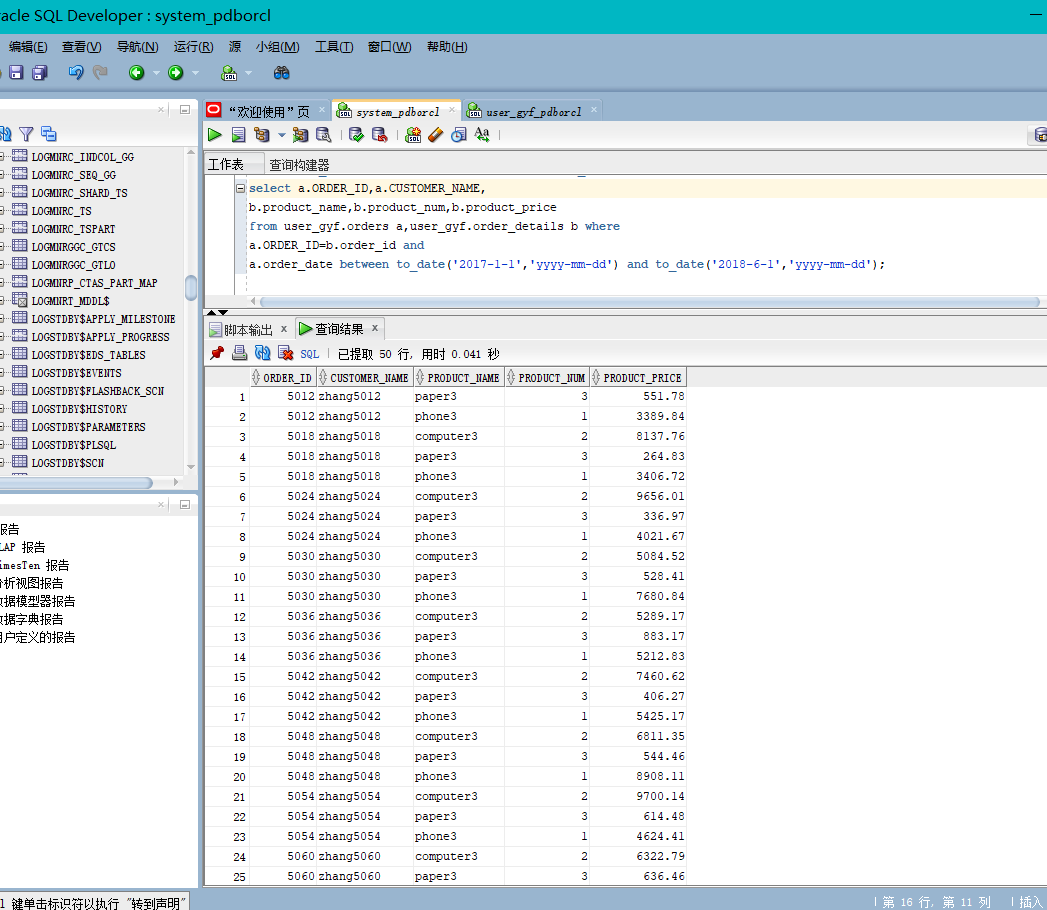 acle SQL Developer : system_pdborcl
编辑(E) 查看(V) 导航(N) 运行(R) 源 小组(M) 工具(T) 窗口(W) 帮助(H)
“欢迎使用”页 system_pdborcl user_gyf_pdborcl
工作表 查询构建器
select a.ORDER_ID,a.CUSTOMER_NAME,
b.product_name,b.product_num,b.product_price
from user_gyf.orders a,user_gyf.order_details b where
a.ORDER_ID=b.order_id and
a.order_date between to_date('2017-1-1','yyyy-mm-dd') and to_date('2018-6-1','yyyy-mm-dd');
LOGMNRC_INDCOL_GG
LOGMNRC_SEQ_GG
LOGMNRC_SHARD_TS
LOGMNRC_TS
LOGMNRC_TSPART
LOGMNRGGC_GTCS
LOGMNRGGC_GTLO
LOGMNRP_CTAS_PART_MAP
LOGMNRT_MDDL$
LOGSTDBY$APPLY_MILESTONE
LOGSTDBY$APPLY_PROGRESS
LOGSTDBY$EDS_TABLES
LOGSTDBY$EVENTS
LOGSTDBY$FLASHBACK_SCN
LOGSTDBY$HISTORY
LOGSTDBY$PARAMETERS
LOGSTDBY$PLSQL
LOGSTDBY$SCN
报告
LAP 报告
imesTen 报告
分析视图报告
数据模型器报告
数据字典报告
用户定义的报告
脚本输出 查询结果
SQL 已提取 50 行, 用时 0.041 秒
ORDER_ID CUSTOMER_NAME PRODUCT_NAME PRODUCT_NUM PRODUCT_PRICE
1 5012 zhang5012 paper3 3 551.78
2 5012 zhang5012 phone3 1 3389.84
3 5018 zhang5018 computer3 2 8137.76
4 5018 zhang5018 paper3 3 264.83
5 5018 zhang5018 phone3 1 3406.72
6 5024 zhang5024 computer3 2 9656.01
7 5024 zhang5024 paper3 3 336.97
8 5024 zhang5024 phone3 1 4021.67
9 5030 zhang5030 computer3 2 5084.52
10 5030 zhang5030 paper3 3 528.41
11 5030 zhang5030 phone3 1 7680.84
12 5036 zhang5036 computer3 2 5289.17
13 5036 zhang5036 paper3 3 883.17
14 5036 zhang5036 phone3 1 5212.83
15 5042 zhang5042 computer3 2 7460.62
16 5042 zhang5042 paper3 3 406.27
17 5042 zhang5042 phone3 1 5425.17
18 5048 zhang5048 computer3 2 6811.35
19 5048 zhang5048 paper3 3 544.46
20 5048 zhang5048 phone3 1 8908.11
21 5054 zhang5054 computer3 2 9700.14
22 5054 zhang5054 paper3 3 614.48
23 5054 zhang5054 phone3 1 4624.41
24 5060 zhang5060 computer3 2 6322.79
25 5060 zhang5060 paper3 3 636.46
键单击标识符以执行 "转到声明" 第 16 行, 第 11 列 插入